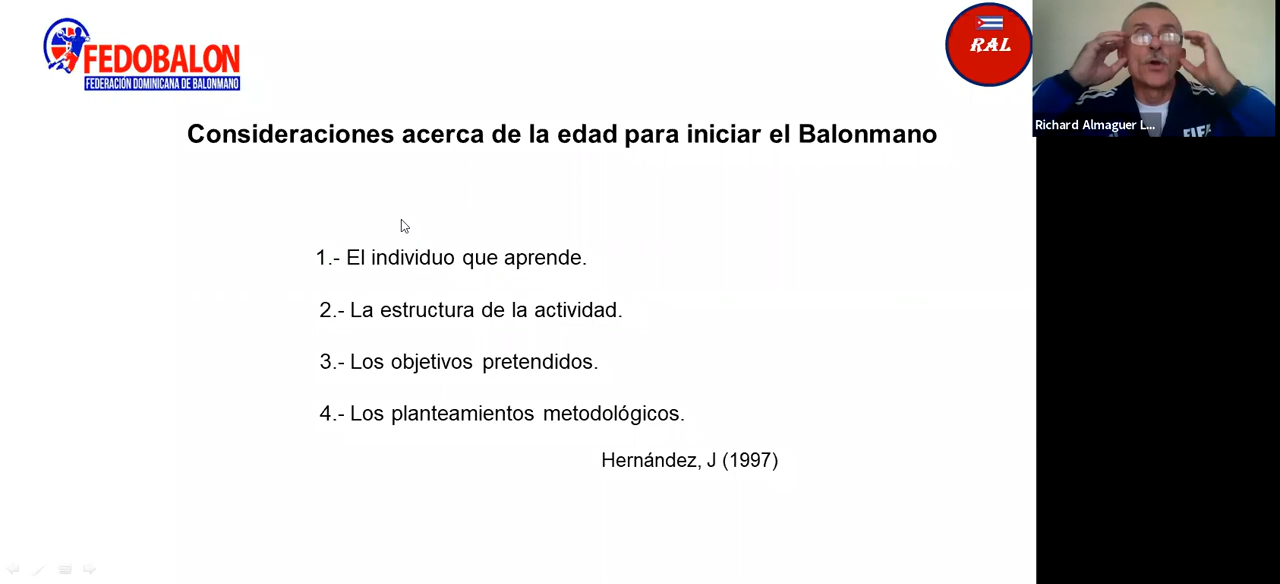 FEDOBALON
FEDERACIÓN DOMINICANA DE BALONMANO
RAL
Richard Almaguer L...
FIFA
Consideraciones acerca de la edad para iniciar el Balonmano
1.- El individuo que aprende.
2.- La estructura de la actividad.
3.- Los objetivos pretendidos.
4.- Los planteamientos metodológicos.
Hernández, J (1997)